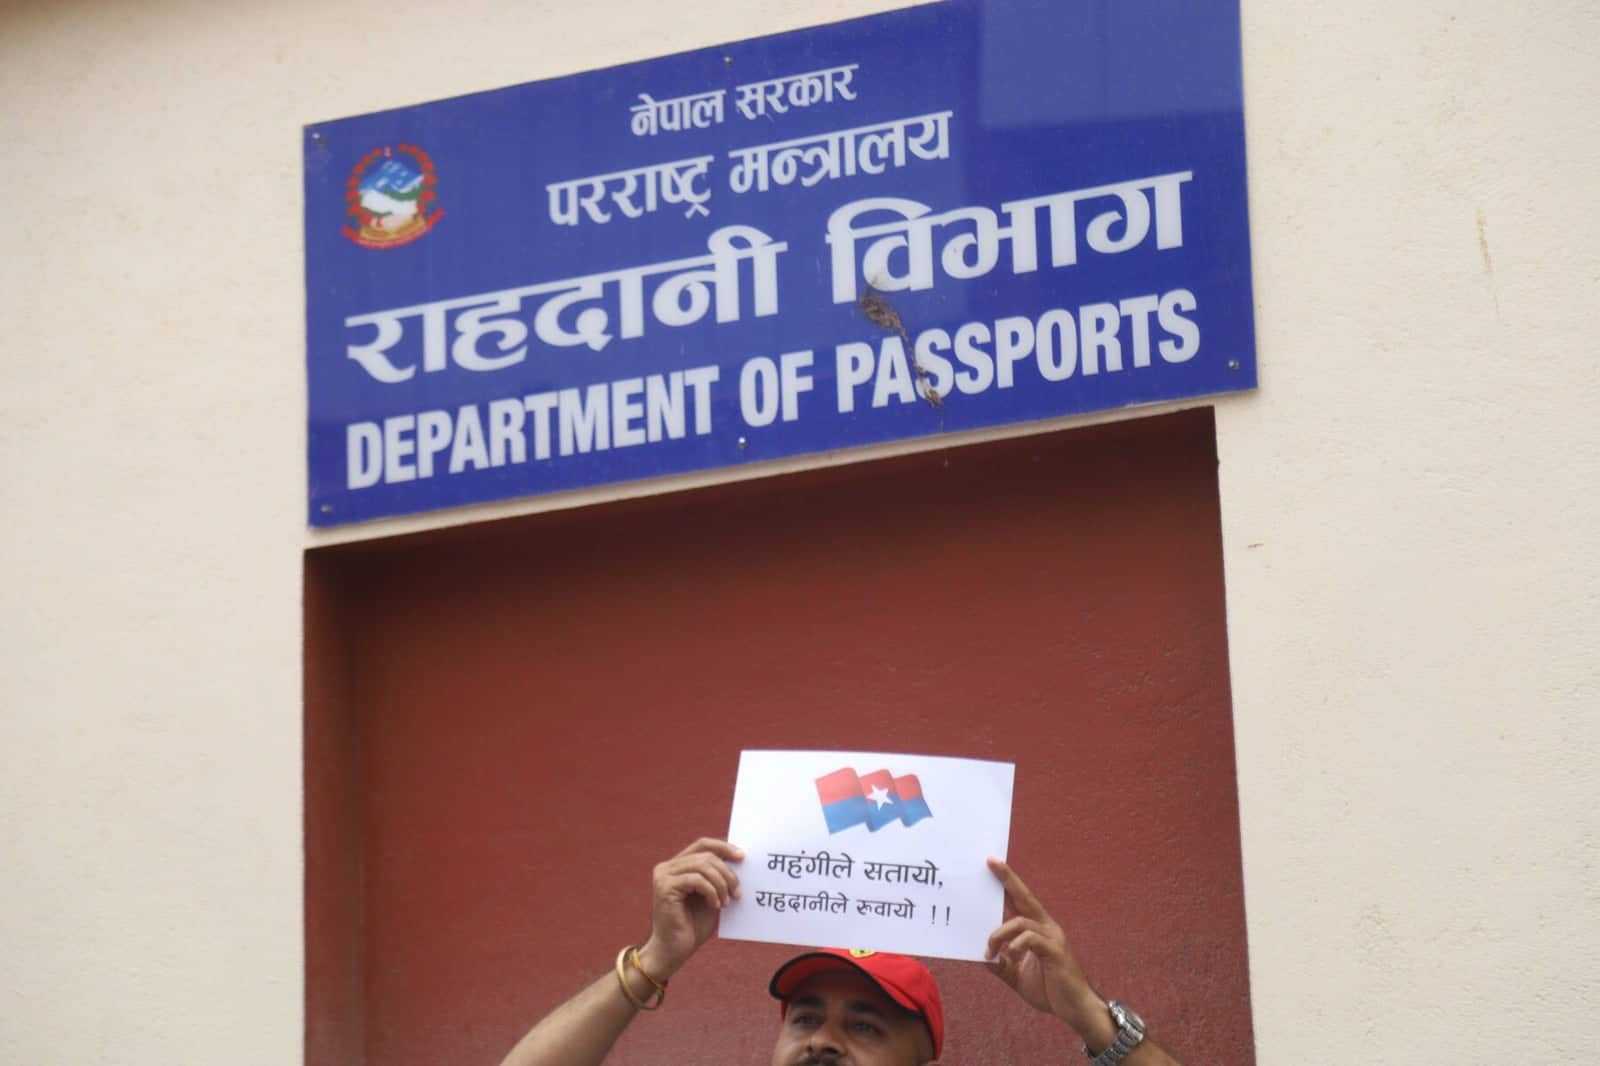 नेपाल सरकार
परराष्ट्र मन्त्रालय
राहदानी विभाग
DEPARTMENT OF PASSPORTS
महंगीले सतायो,
राहदानीले रूवायो !!